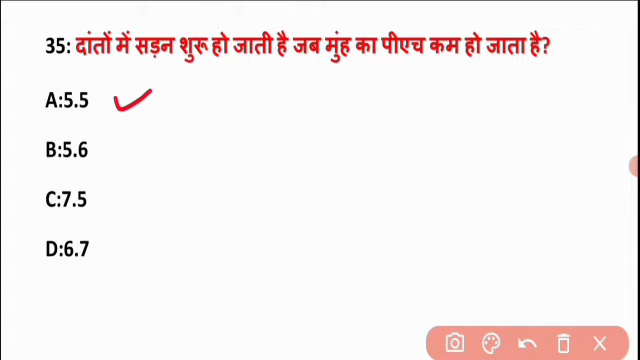 35: दांतों में सड़न शुरू हो जाती है जब मुंह का पीएच कम हो जाता है?
A:5.5
B:5.6
C:7.5
D:6.7